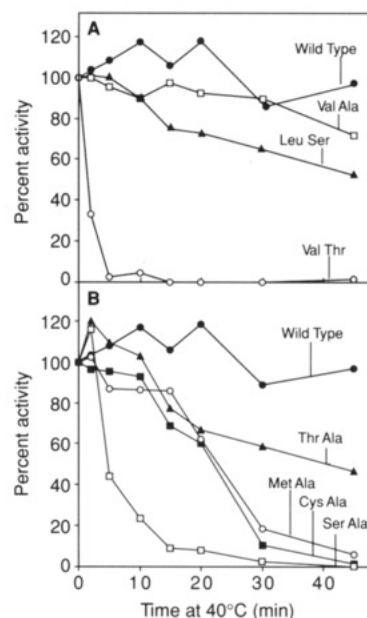 A
Percent activity
120
100
80
60
40
20
0
Wild Type
Val Ala
Leu Ser
Val Thr
B
Percent activity
120
100
80
60
40
20
0
Wild Type
Thr Ala
Met Ala
Cys Ala
Ser Ala
0 10 20 30 40
Time at 40°C (min)